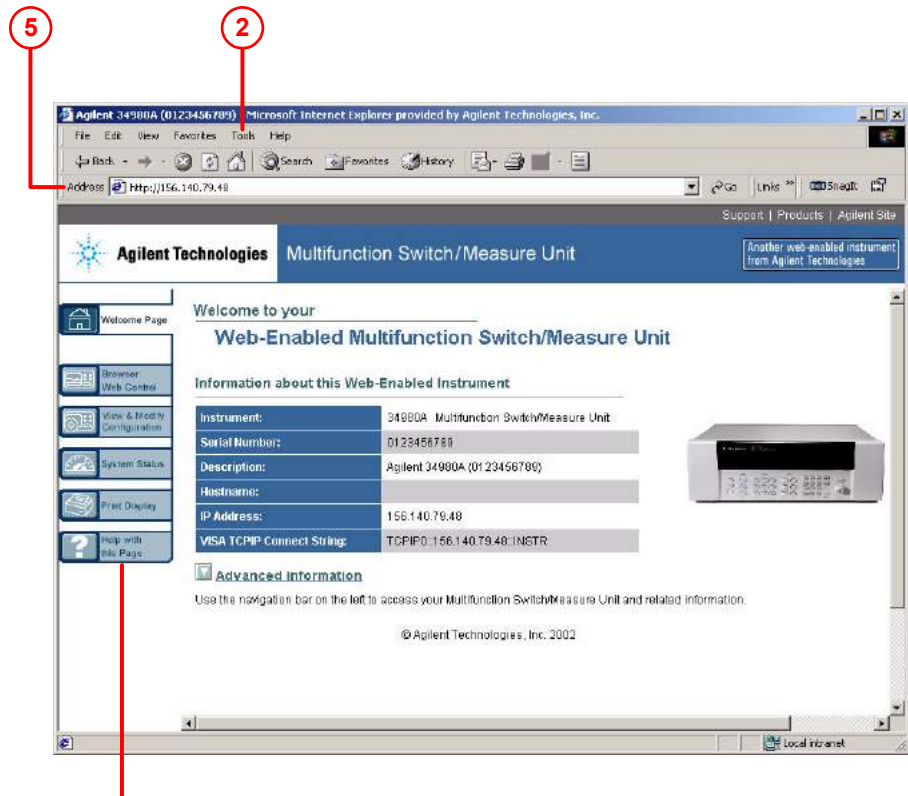 5
2
Agilent 34980A (0123456789) - Microsoft Internet Explorer provided by Agilent Technologies, Inc.
File Edit View Favorites Tools Help
Back Search Favorites History
Address http://156.140.79.48 Go Links » SnagIt
Support | Products | Agilent Site
Agilent Technologies
Multifunction Switch/Measure Unit
Another web-enabled instrument
from Agilent Technologies
Welcome Page
Browser
Web Control
View & Modify
Configuration
System Status
Print Display
Help with
this Page
Welcome to your
Web-Enabled Multifunction Switch/Measure Unit
Information about this Web-Enabled Instrument
Instrument: 34980A Multifunction Switch/Measure Unit
Serial Number: 0123456789
Description: Agilent 34980A (0123456789)
Hostname:
IP Address: 156.140.79.48
VISA TCPIP Connect String: TCPIP0::156.140.79.48::INSTR
Advanced Information
Use the navigation bar on the left to access your Multifunction Switch/Measure Unit and related information.
© Agilent Technologies, Inc. 2002
Local intranet